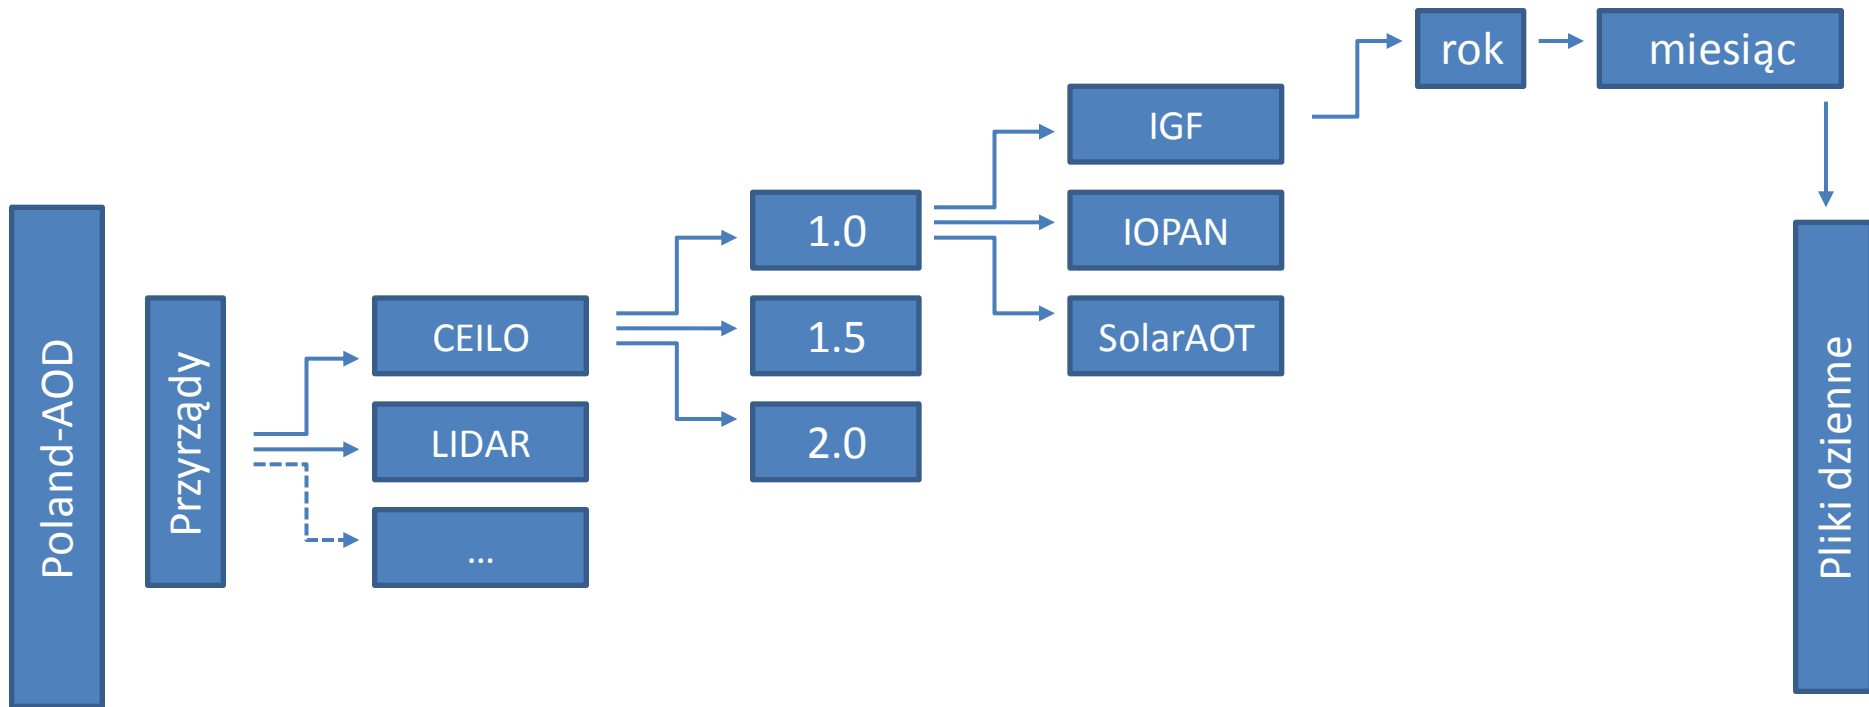 Poland-AOD
Przyrządy
CEILO
LIDAR
...
1.0
1.5
2.0
IGF
IOPAN
SolarAOT
rok
miesiąc
Pliki dzienne